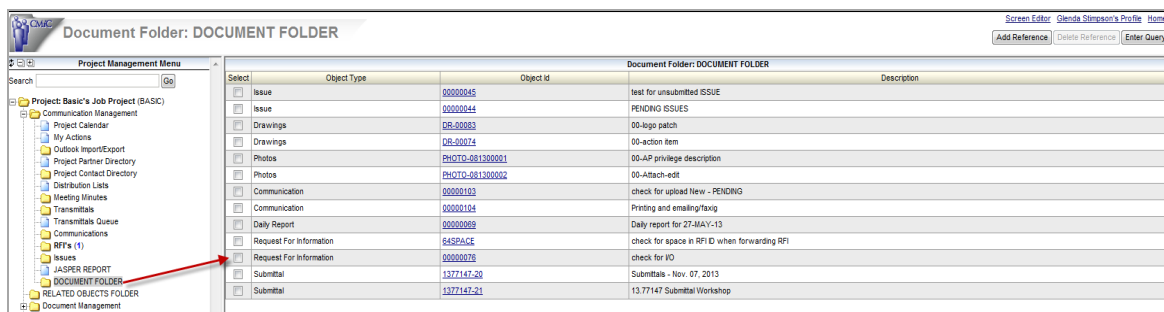 CMiC
Document Folder: DOCUMENT FOLDER
Screen Editor Glenda Stimpson's Profile Home
Add Reference Delete Reference Enter Query
Project Management Menu
Search Go
Project: Basic's Job Project (BASIC)
Communication Management
Project Calendar
My Actions
Outlook Import/Export
Project Partner Directory
Project Contact Directory
Distribution Lists
Meeting Minutes
Transmittals
Transmittals Queue
Communications
RFI's (1)
Issues
JASPER REPORT
DOCUMENT FOLDER
RELATED OBJECTS FOLDER
Document Management
Document Folder: DOCUMENT FOLDER
Select Object Type Object Id Description
Issue 00000045 test for unsubmitted ISSUE
Issue 00000044 PENDING ISSUES
Drawings DR-00083 00-logo patch
Drawings DR-00074 00-action item
Photos PHOTO-081300001 00-AP privilege description
Photos PHOTO-081300002 00-Attach-edit
Communication 00000103 check for upload New - PENDING
Communication 00000104 Printing and emailing/faxig
Daily Report 00000069 Daily report for 27-MAY-13
Request For Information 64SPACE check for space in RFI ID when forwarding RFI
Request For Information 00000076 check for I/O
Submittal 1377147-20 Submittals - Nov. 07, 2013
Submittal 1377147-21 13.77147 Submittal Workshop